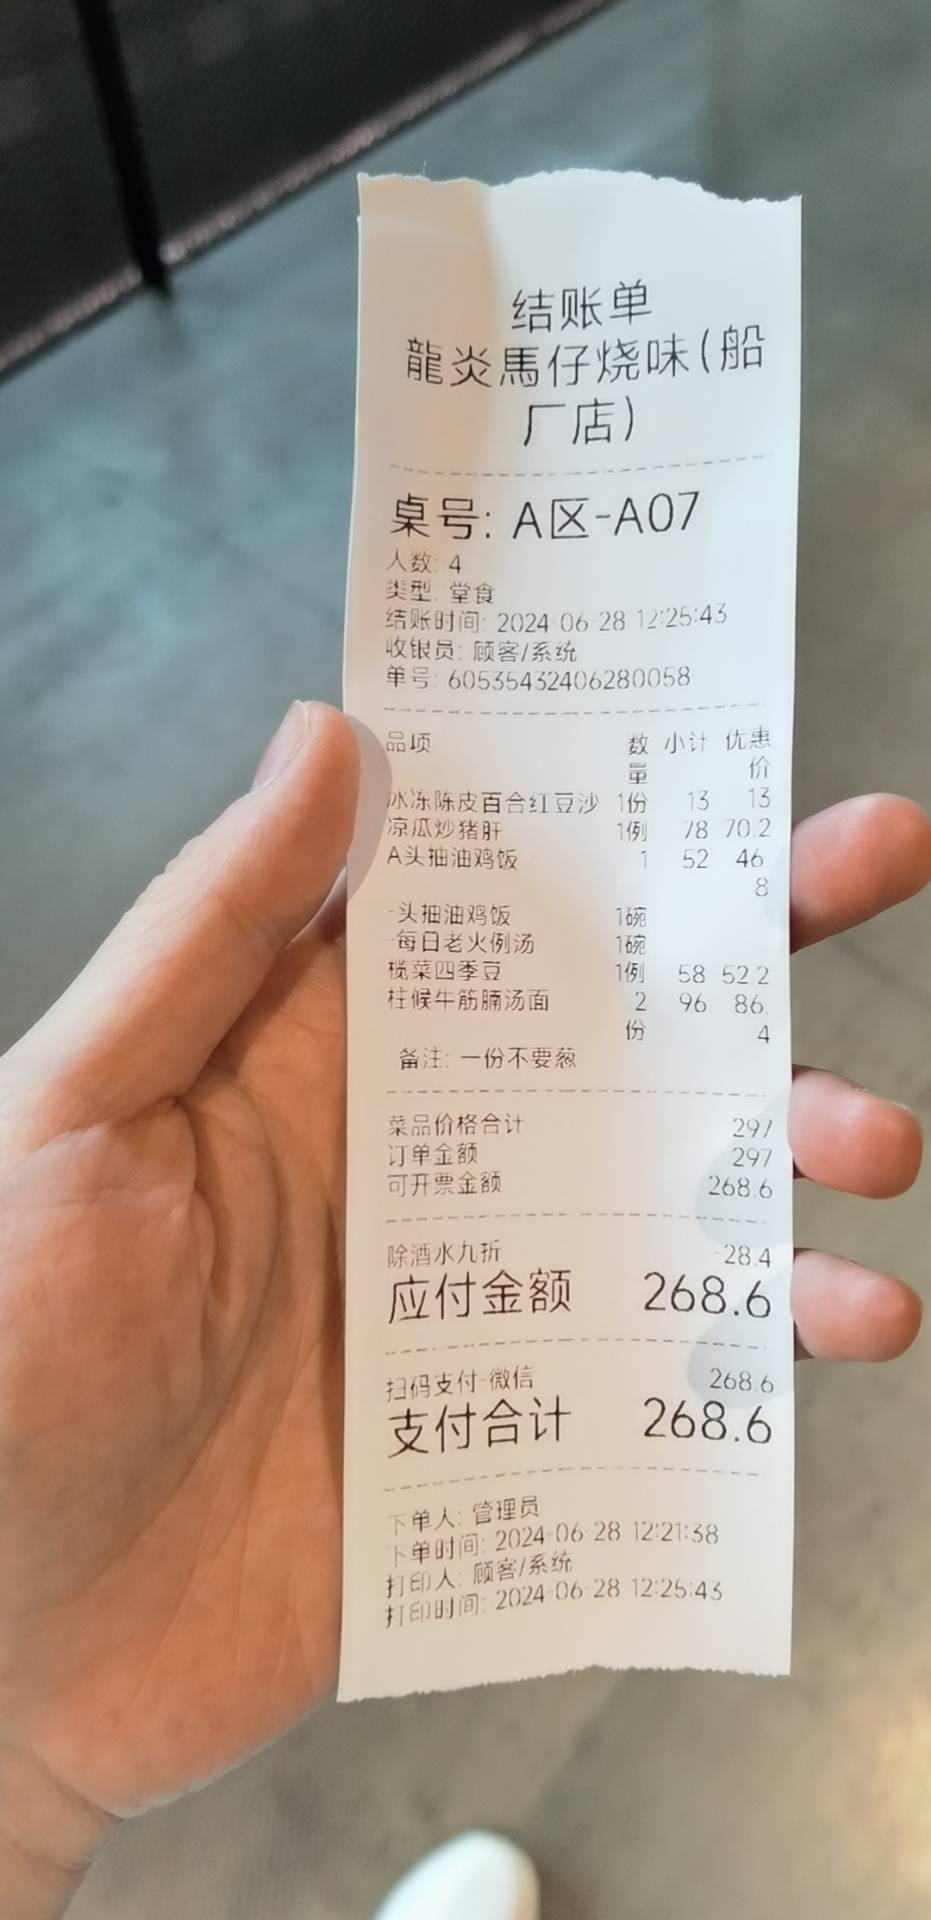 结账单
龍炎馬仔烧味(船
厂店)
桌号: A区-A07
人数: 4
类型: 堂食
结账时间: 2024-06-28 12:25:43
收银员: 顾客/系统
单号: 60535432406280058
品项 数 小计 优惠
量 价
冰冻陈皮百合红豆沙 1份 13 13
凉瓜炒猪肝 1例 78 70.2
A头抽油鸡饭 1 52 46.
8
-头抽油鸡饭 1碗
-每日老火例汤 1碗
榄菜四季豆 1例 58 52.2
柱候牛筋腩汤面 2 96 86.
份 4
备注: 一份不要葱
菜品价格合计 297
订单金额 297
可开票金额 268.6
除酒水九折 -28.4
应付金额 268.6
扫码支付-微信 268.6
支付合计 268.6
下单人: 管理员
下单时间: 2024-06-28 12:21:38
打印人: 顾客/系统
打印时间: 2024-06-28 12:25:43